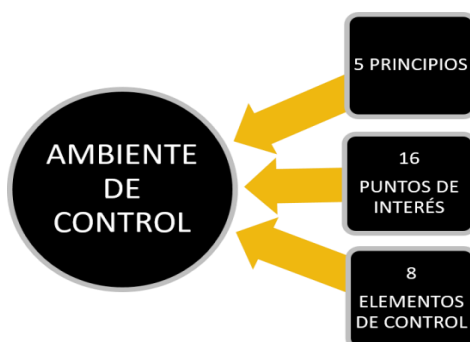 AMBIENTE
DE
CONTROL
5 PRINCIPIOS
16
PUNTOS DE
INTERÉS
8
ELEMENTOS
DE CONTROL